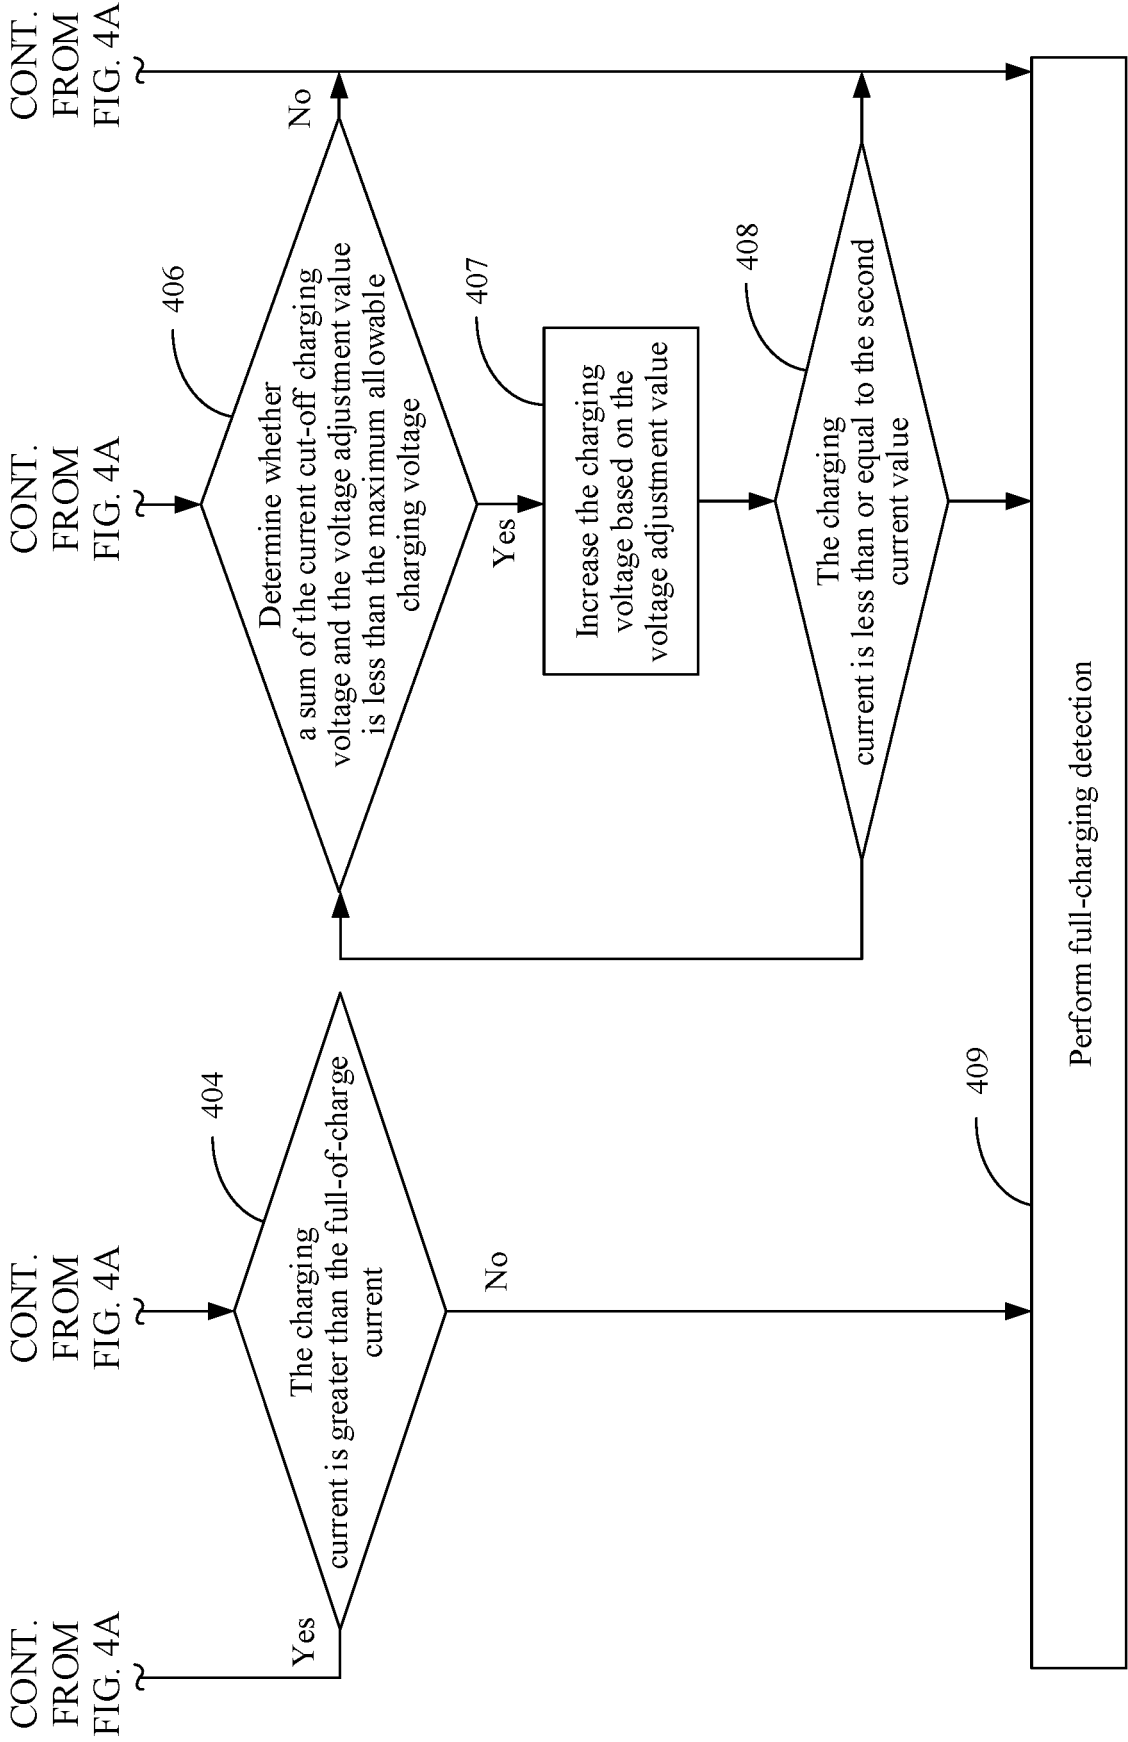 CONT.
FROM
FIG. 4A
CONT.
FROM
FIG. 4A
CONT.
FROM
FIG. 4A
CONT.
FROM
FIG. 4A
Yes
404
The charging
current is greater than the full-of-charge
current
No
406
Determine whether
a sum of the current cut-off charging
voltage and the voltage adjustment value
is less than the maximum allowable
charging voltage
No
Yes
407
Increase the charging
voltage based on the
voltage adjustment value
408
The charging
current is less than or equal to the second
current value
409
Perform full-charging detection